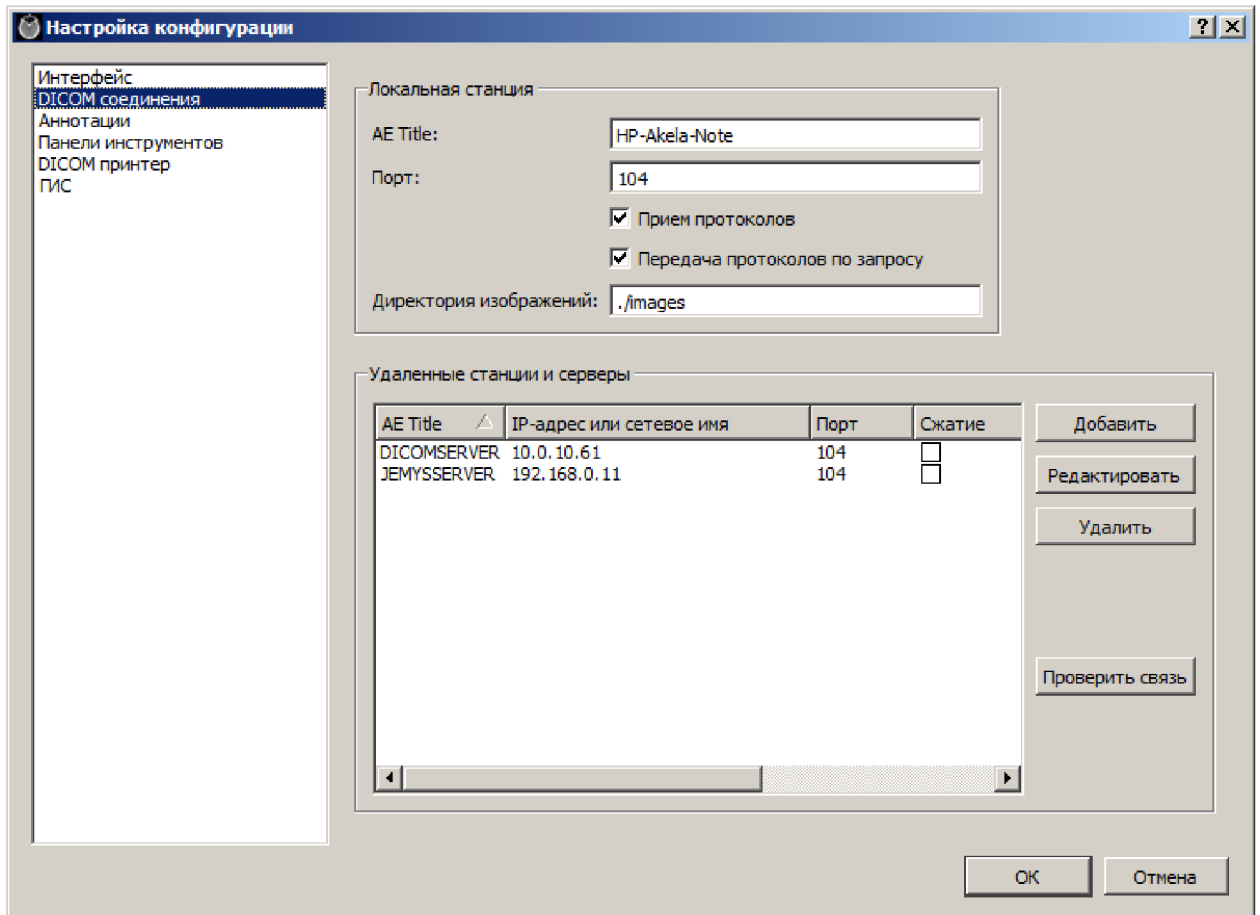 Настройка конфигурации
Интерфейс
DICOM соединения
Аннотации
Панели инструментов
DICOM принтер
ГИС
Локальная станция
AE Title: HP-Akela-Note
Порт: 104
Прием протоколов
Передача протоколов по запросу
Директория изображений: ./images
Удаленные станции и серверы
AE Title IP-адрес или сетевое имя Порт Сжатие
DICOMSERVER 10.0.10.61 104
JEMYSSERVER 192.168.0.11 104
Добавить
Редактировать
Удалить
Проверить связь
OK Отмена